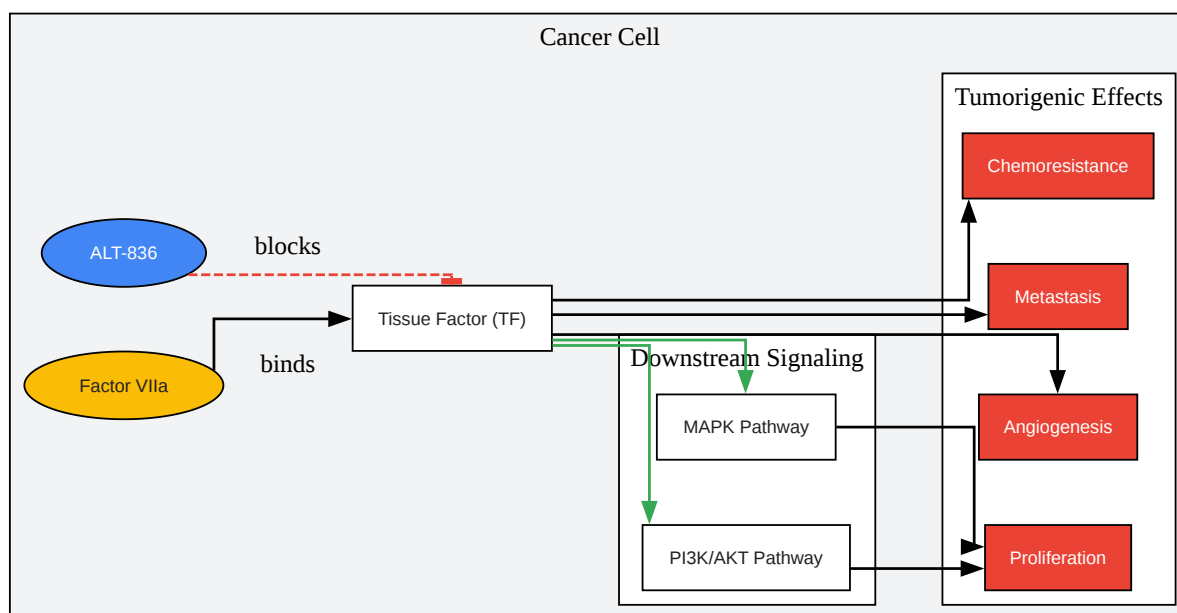 Cancer Cell
Tumorigenic Effects
Chemoresistance
ALT-836
blocks
Metastasis
Tissue Factor (TF)
binds
Downstream Signaling
Factor VIIa
MAPK Pathway
Angiogenesis
PI3K/AKT Pathway
Proliferation